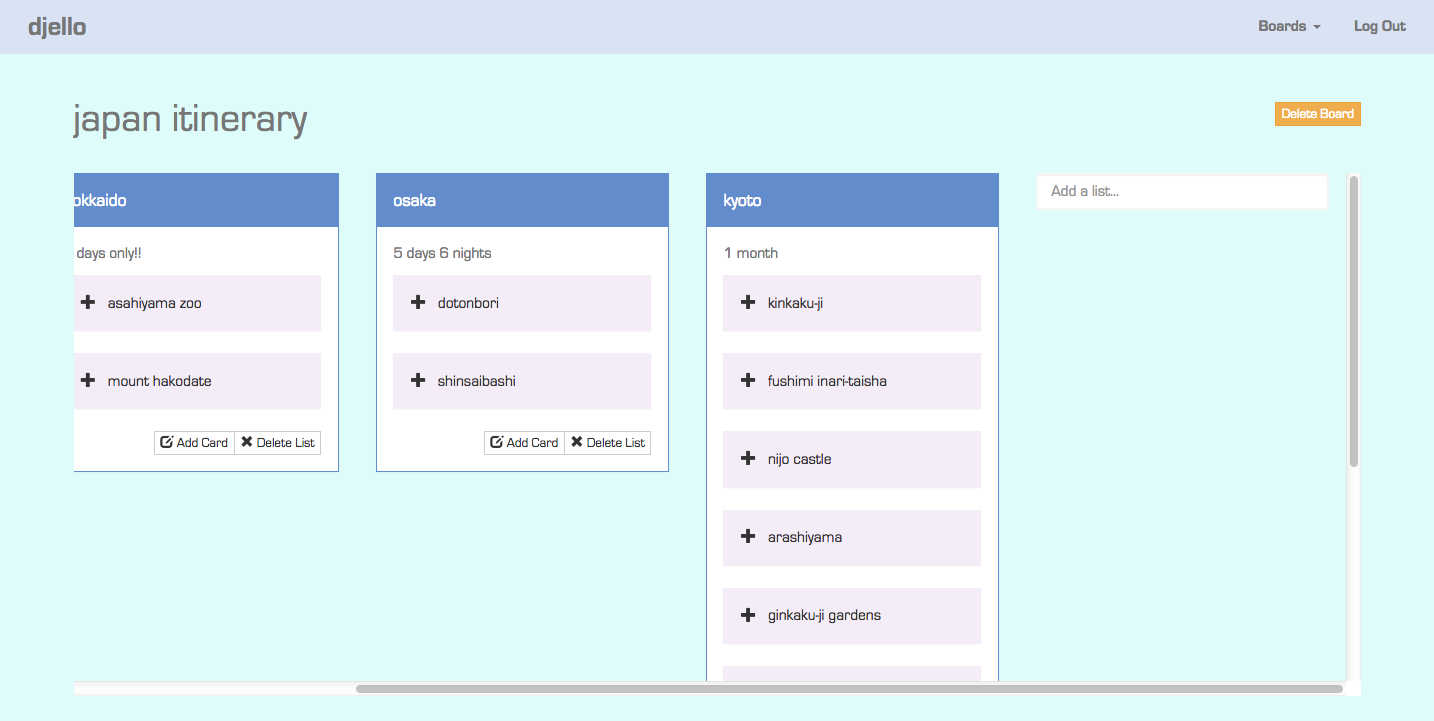 djello
Boards
Log Out
japan itinerary
Delete Board
okkaido
days only!!
asahiyama zoo
mount hakodate
Add Card
Delete List
osaka
5 days 6 nights
dotonbori
shinsaibashi
Add Card
Delete List
kyoto
1 month
kinkaku-ji
fushimi inari-taisha
nijo castle
arashiyama
ginkaku-ji gardens
Add a list...